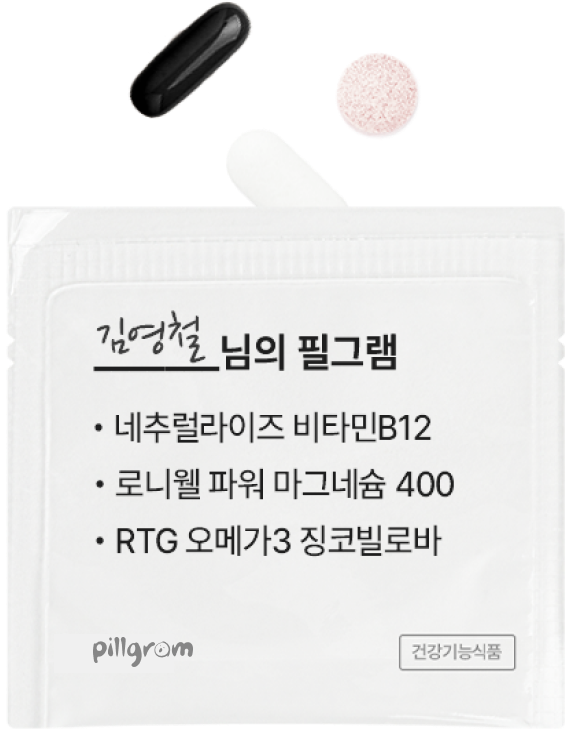 김영철님의 필그램
• 네추럴라이즈 비타민B12
• 로니웰 파워 마그네슘 400
• RTG 오메가3 징코빌로바
pillgram
건강기능식품